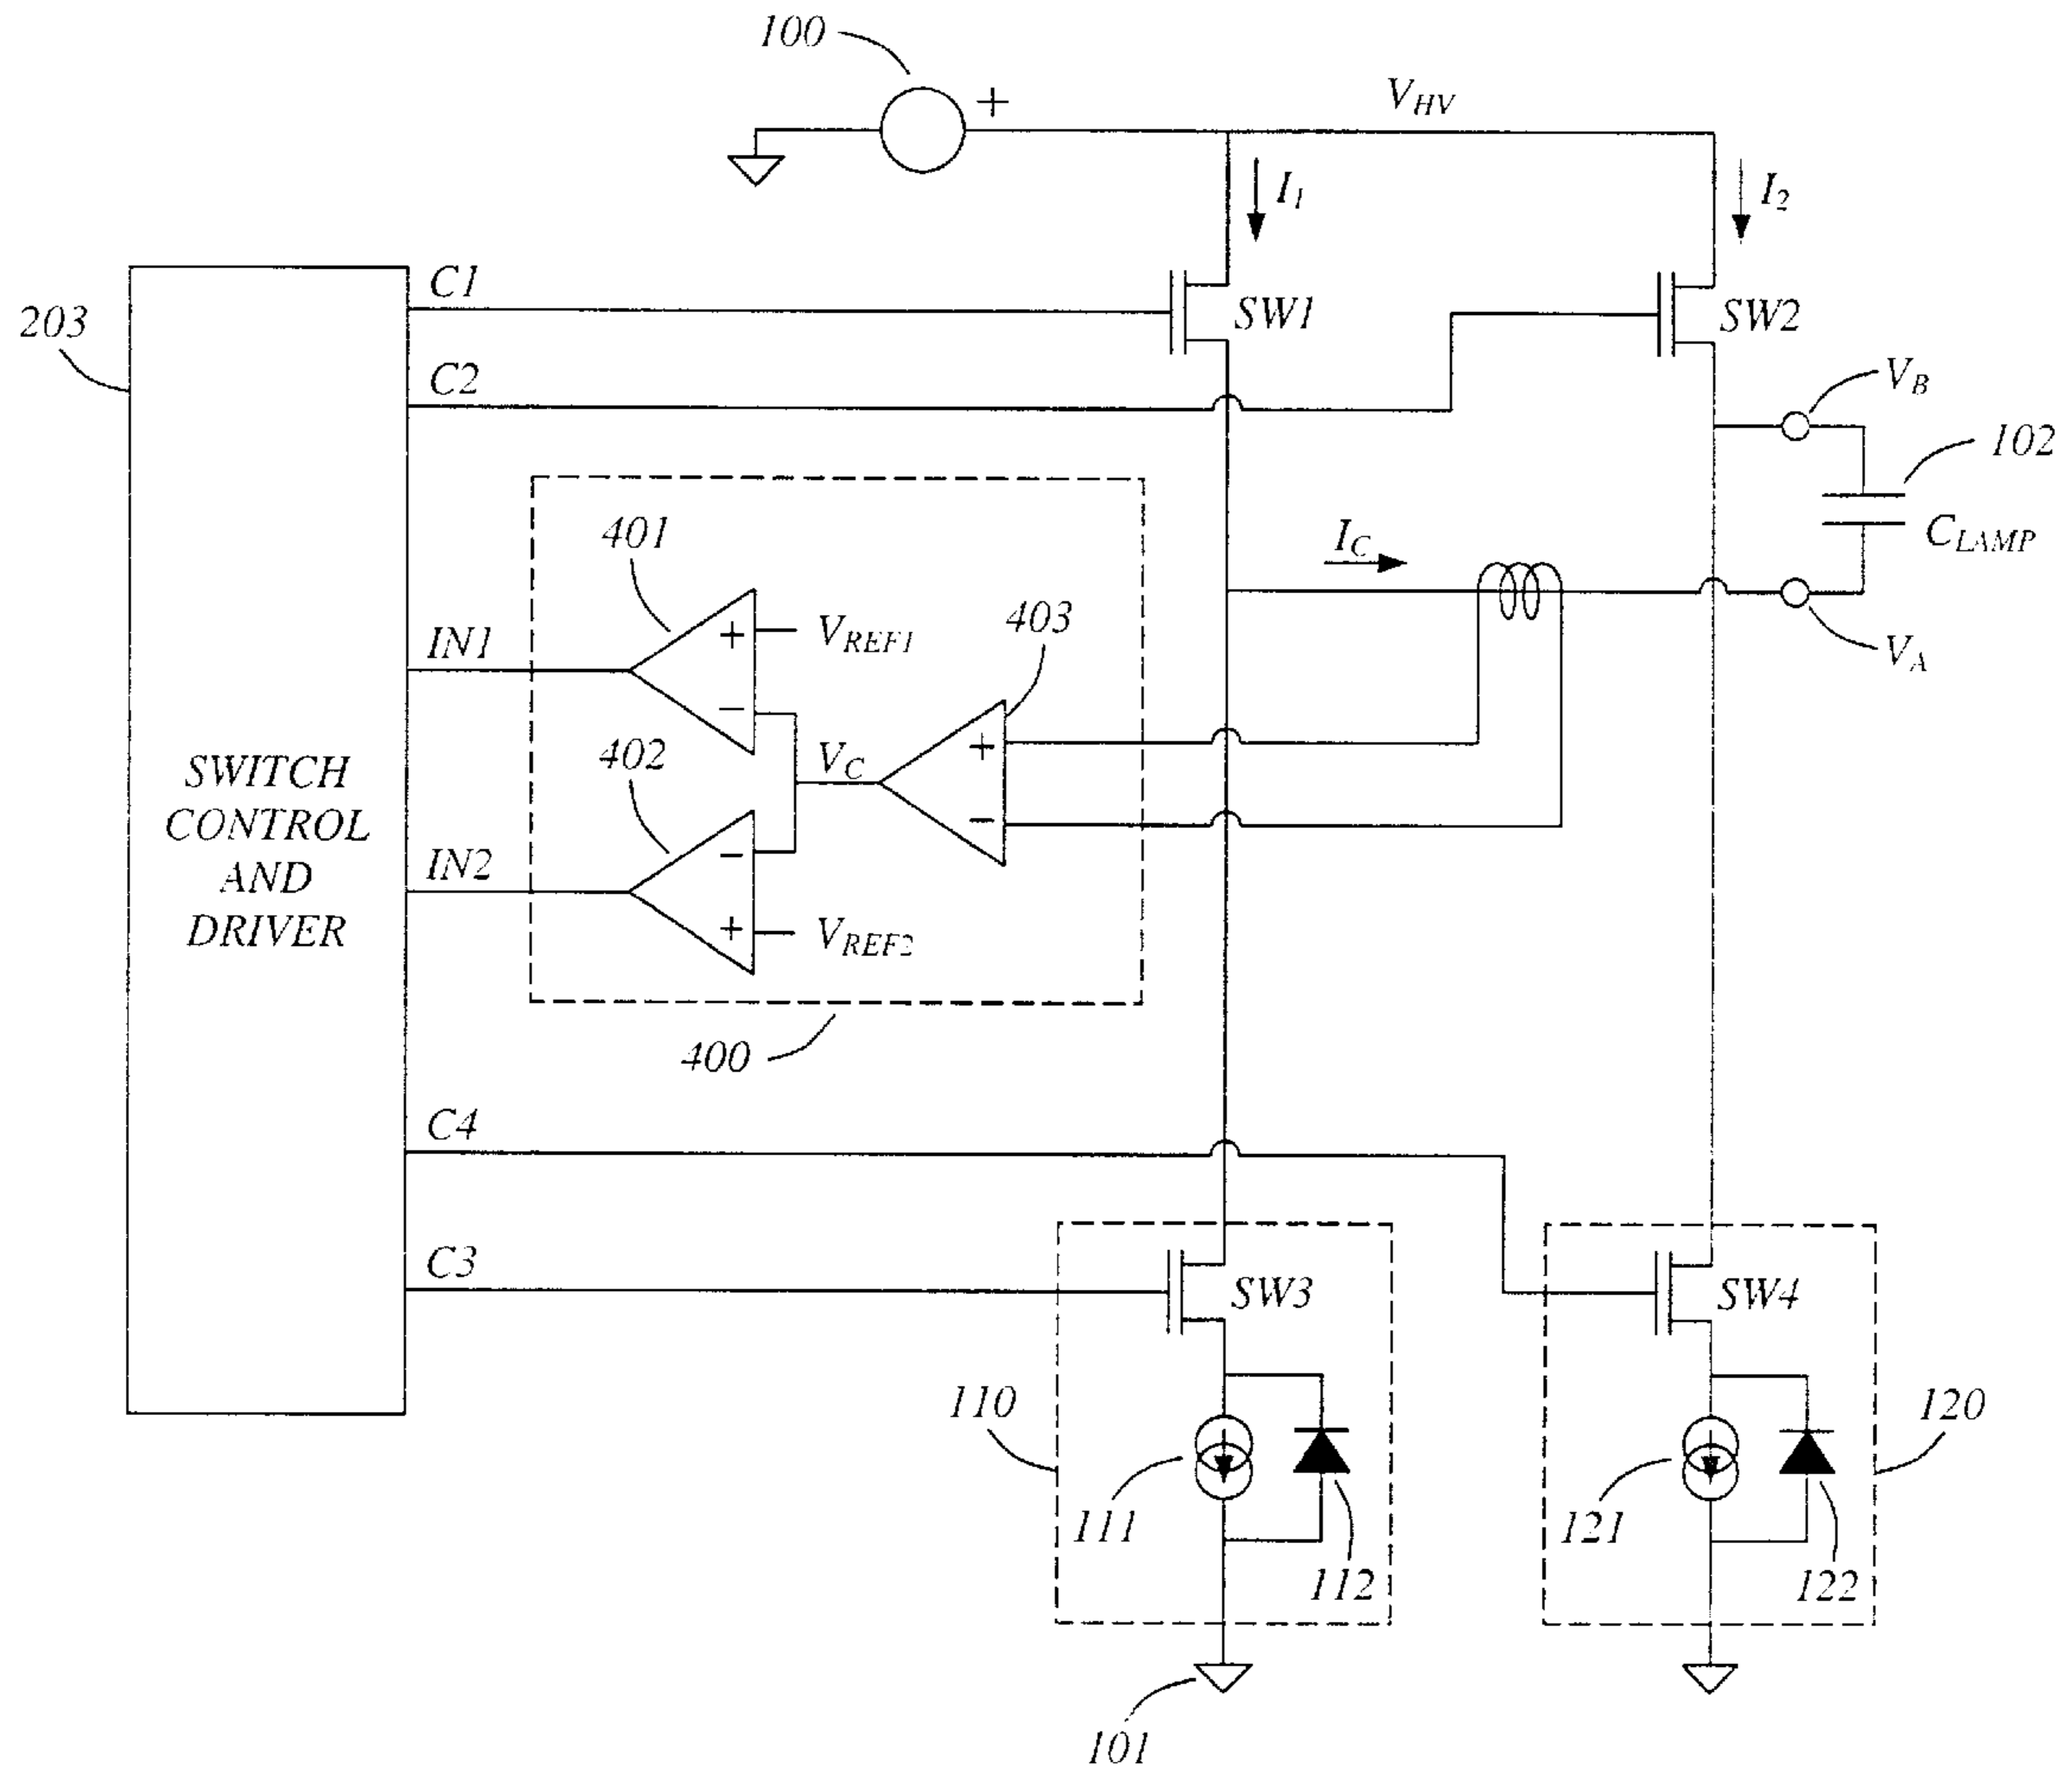 100
+
V_HV
I_1
I_2
C1
SW1
SW2
203
C2
V_B
102
C_LAMP
401
I_C
+
V_REF1
403
IN1
V_A
−
402
V_C
+
SWITCH
CONTROL
AND
DRIVER
−
−
IN2
+
V_REF2
400
C4
C3
SW3
SW4
110
120
111
121
112
122
101